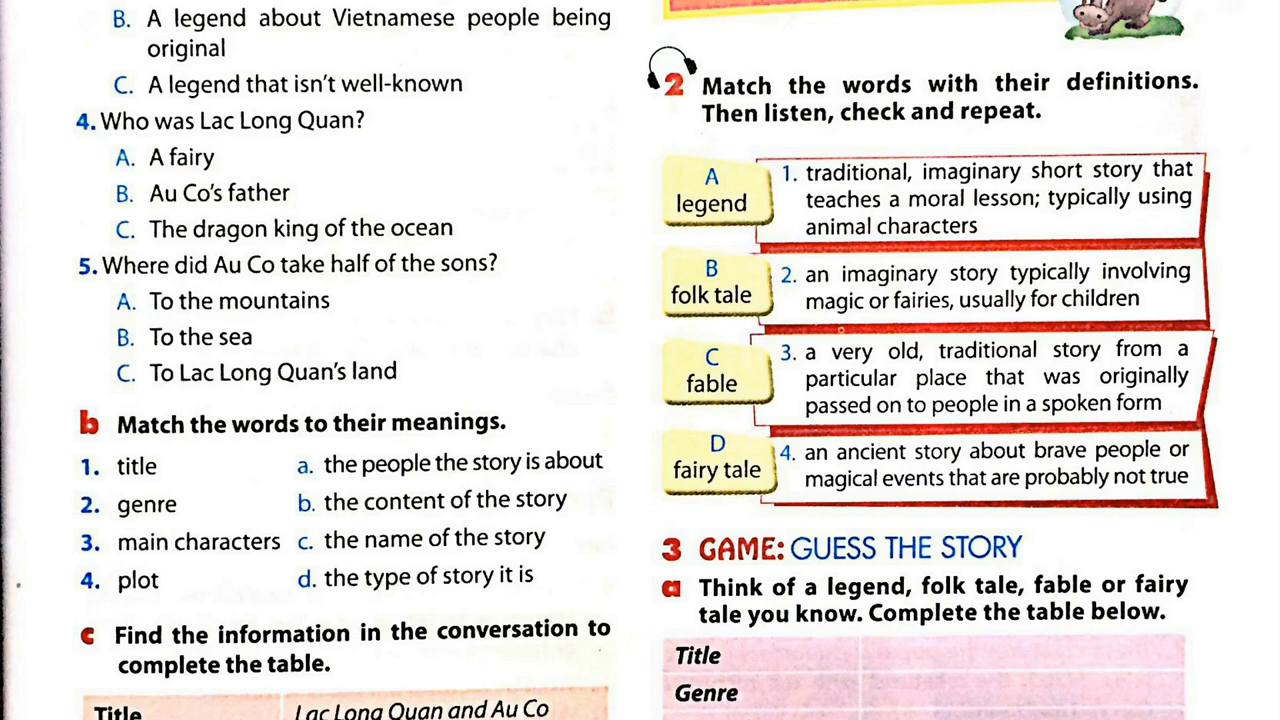 B. A legend about Vietnamese people being
original
C. A legend that isn't well-known
4. Who was Lac Long Quan?
A. A fairy
B. Au Co's father
C. The dragon king of the ocean
5. Where did Au Co take half of the sons?
A. To the mountains
B. To the sea
C. To Lac Long Quan's land
b Match the words to their meanings.
1. title a. the people the story is about
2. genre b. the content of the story
3. main characters c. the name of the story
4. plot d. the type of story it is
c Find the information in the conversation to
complete the table.
Title Lac Long Quan and Au Co
2 Match the words with their definitions.
Then listen, check and repeat.
A
legend
1. traditional, imaginary short story that
teaches a moral lesson; typically using
animal characters
B
folk tale
2. an imaginary story typically involving
magic or fairies, usually for children
C
fable
3. a very old, traditional story from a
particular place that was originally
passed on to people in a spoken form
D
fairy tale
4. an ancient story about brave people or
magical events that are probably not true
3 GAME: GUESS THE STORY
a Think of a legend, folk tale, fable or fairy
tale you know. Complete the table below.
Title
Genre